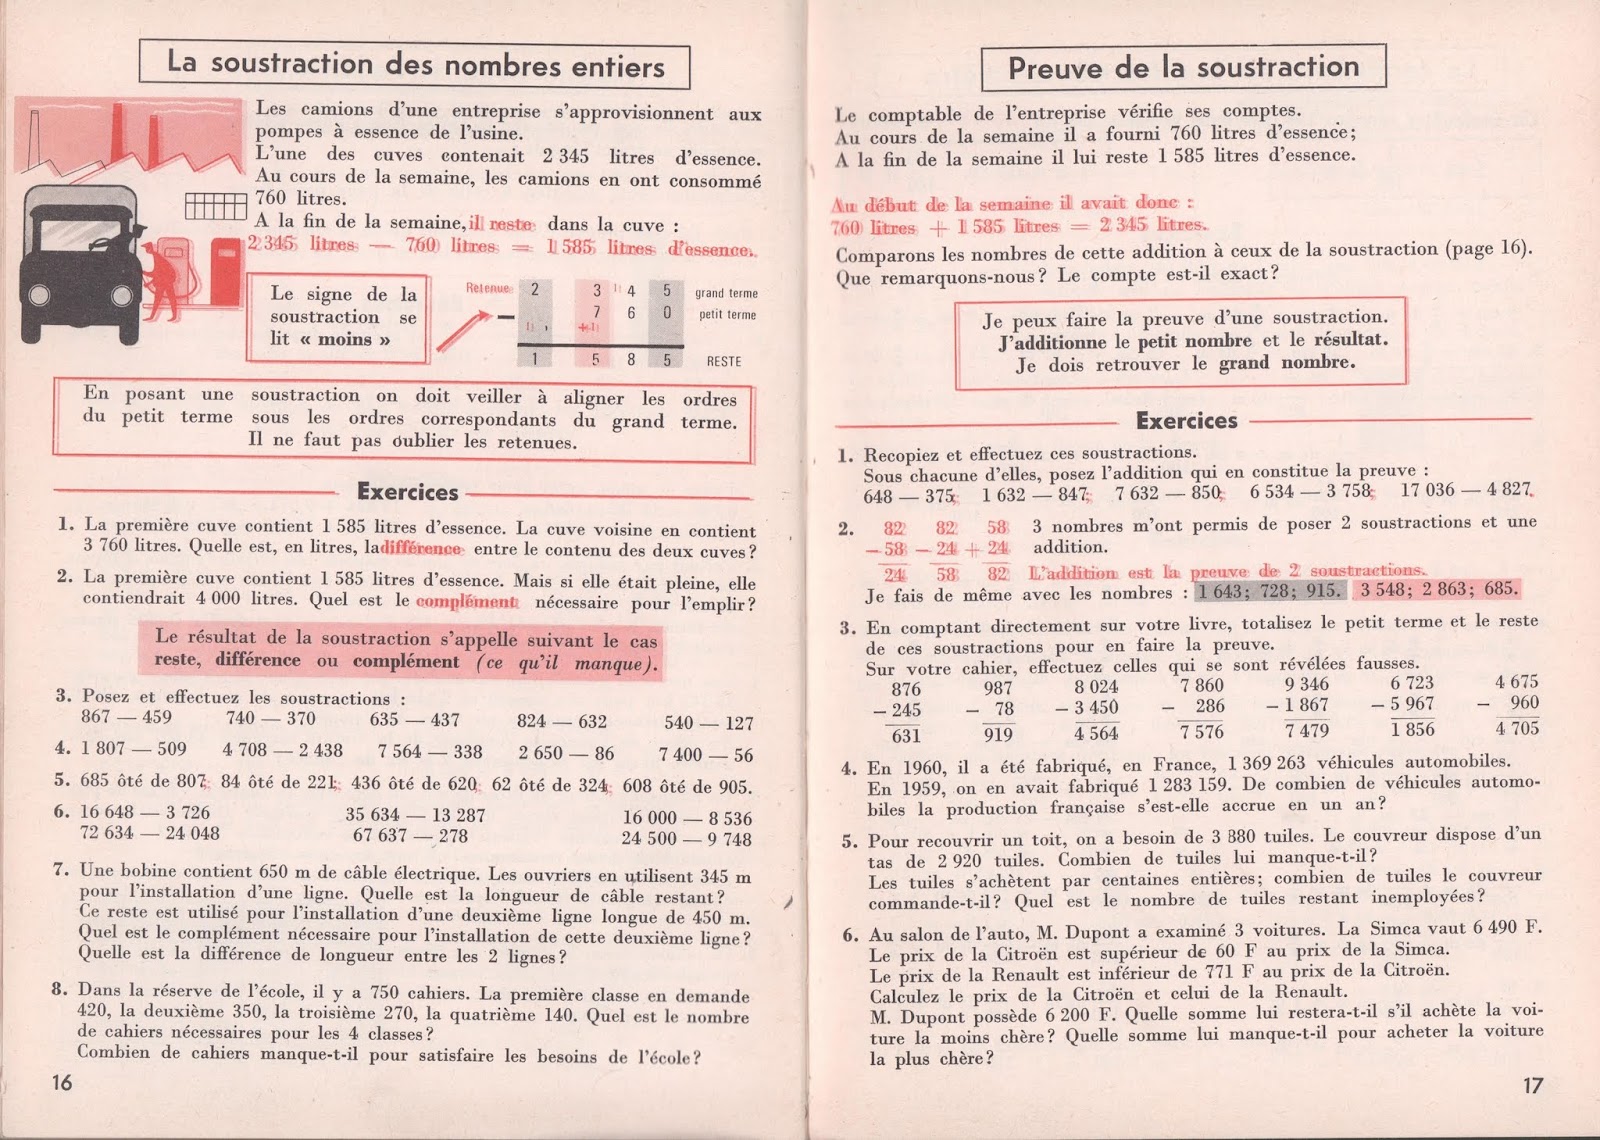 La soustraction des nombres entiers
Les camions d'une entreprise s'approvisionnent aux
pompes à essence de l'usine.
L'une des cuves contenait 2 345 litres d'essence.
Au cours de la semaine, les camions en ont consommé
760 litres.
A la fin de la semaine, il reste dans la cuve :
2 345 litres — 760 litres = 1 585 litres d'essence.
Le signe de la
soustraction se
lit « moins »
Retenue 2 3 1 4 5 grand terme
— 7 6 0 petit terme
1 +1
1 5 8 5 RESTE
En posant une soustraction on doit veiller à aligner les ordres
du petit terme sous les ordres correspondants du grand terme.
Il ne faut pas oublier les retenues.
Exercices
1. La première cuve contient 1 585 litres d'essence. La cuve voisine en contient
3 760 litres. Quelle est, en litres, la différence entre le contenu des deux cuves ?
2. La première cuve contient 1 585 litres d'essence. Mais si elle était pleine, elle
contiendrait 4 000 litres. Quel est le complément nécessaire pour l'emplir ?
Le résultat de la soustraction s'appelle suivant le cas
reste, différence ou complément (ce qu'il manque).
3. Posez et effectuez les soustractions :
867 — 459 740 — 370 635 — 437 824 — 632 540 — 127
4. 1 807 — 509 4 708 — 2 438 7 564 — 338 2 650 — 86 7 400 — 56
5. 685 ôté de 807; 84 ôté de 221; 436 ôté de 620; 62 ôté de 324; 608 ôté de 905.
6. 16 648 — 3 726 35 634 — 13 287 16 000 — 8 536
72 634 — 24 048 67 637 — 278 24 500 — 9 748
7. Une bobine contient 650 m de câble électrique. Les ouvriers en utilisent 345 m
pour l'installation d'une ligne. Quelle est la longueur de câble restant ?
Ce reste est utilisé pour l'installation d'une deuxième ligne longue de 450 m.
Quel est le complément nécessaire pour l'installation de cette deuxième ligne ?
Quelle est la différence de longueur entre les 2 lignes ?
8. Dans la réserve de l'école, il y a 750 cahiers. La première classe en demande
420, la deuxième 350, la troisième 270, la quatrième 140. Quel est le nombre
de cahiers nécessaires pour les 4 classes ?
Combien de cahiers manque-t-il pour satisfaire les besoins de l'école ?
16
Preuve de la soustraction
Le comptable de l'entreprise vérifie ses comptes.
Au cours de la semaine il a fourni 760 litres d'essence;
A la fin de la semaine il lui reste 1 585 litres d'essence.
Au début de la semaine il avait donc :
760 litres + 1 585 litres = 2 345 litres.
Comparons les nombres de cette addition à ceux de la soustraction (page 16).
Que remarquons-nous ? Le compte est-il exact ?
Je peux faire la preuve d'une soustraction.
J'additionne le petit nombre et le résultat.
Je dois retrouver le grand nombre.
Exercices
1. Recopiez et effectuez ces soustractions.
Sous chacune d'elles, posez l'addition qui en constitue la preuve :
648 — 375; 1 632 — 847; 7 632 — 850; 6 534 — 3 758; 17 036 — 4 827.
2. 82 82 58 3 nombres m'ont permis de poser 2 soustractions et une
— 58 — 24 + 24 addition.
24 58 82 L'addition est la preuve de 2 soustractions.
Je fais de même avec les nombres : 1 643; 728; 915. 3 548; 2 863; 685.
3. En comptant directement sur votre livre, totalisez le petit terme et le reste
de ces soustractions pour en faire la preuve.
Sur votre cahier, effectuez celles qui se sont révélées fausses.
876 987 8 024 7 860 9 346 6 723 4 675
— 245 — 78 — 3 450 — 286 — 1 867 — 5 967 — 960
631 919 4 564 7 576 7 479 1 856 4 705
4. En 1960, il a été fabriqué, en France, 1 369 263 véhicules automobiles.
En 1959, on en avait fabriqué 1 283 159. De combien de véhicules automo-
biles la production française s'est-elle accrue en un an ?
5. Pour recouvrir un toit, on a besoin de 3 880 tuiles. Le couvreur dispose d'un
tas de 2 920 tuiles. Combien de tuiles lui manque-t-il ?
Les tuiles s'achètent par centaines entières; combien de tuiles le couvreur
commande-t-il ? Quel est le nombre de tuiles restant inemployées ?
6. Au salon de l'auto, M. Dupont a examiné 3 voitures. La Simca vaut 6 490 F.
Le prix de la Citroën est supérieur de 60 F au prix de la Simca.
Le prix de la Renault est inférieur de 771 F au prix de la Citroën.
Calculez le prix de la Citroën et celui de la Renault.
M. Dupont possède 6 200 F. Quelle somme lui restera-t-il s'il achète la voi-
ture la moins chère ? Quelle somme lui manque-t-il pour acheter la voiture
la plus chère ?
17